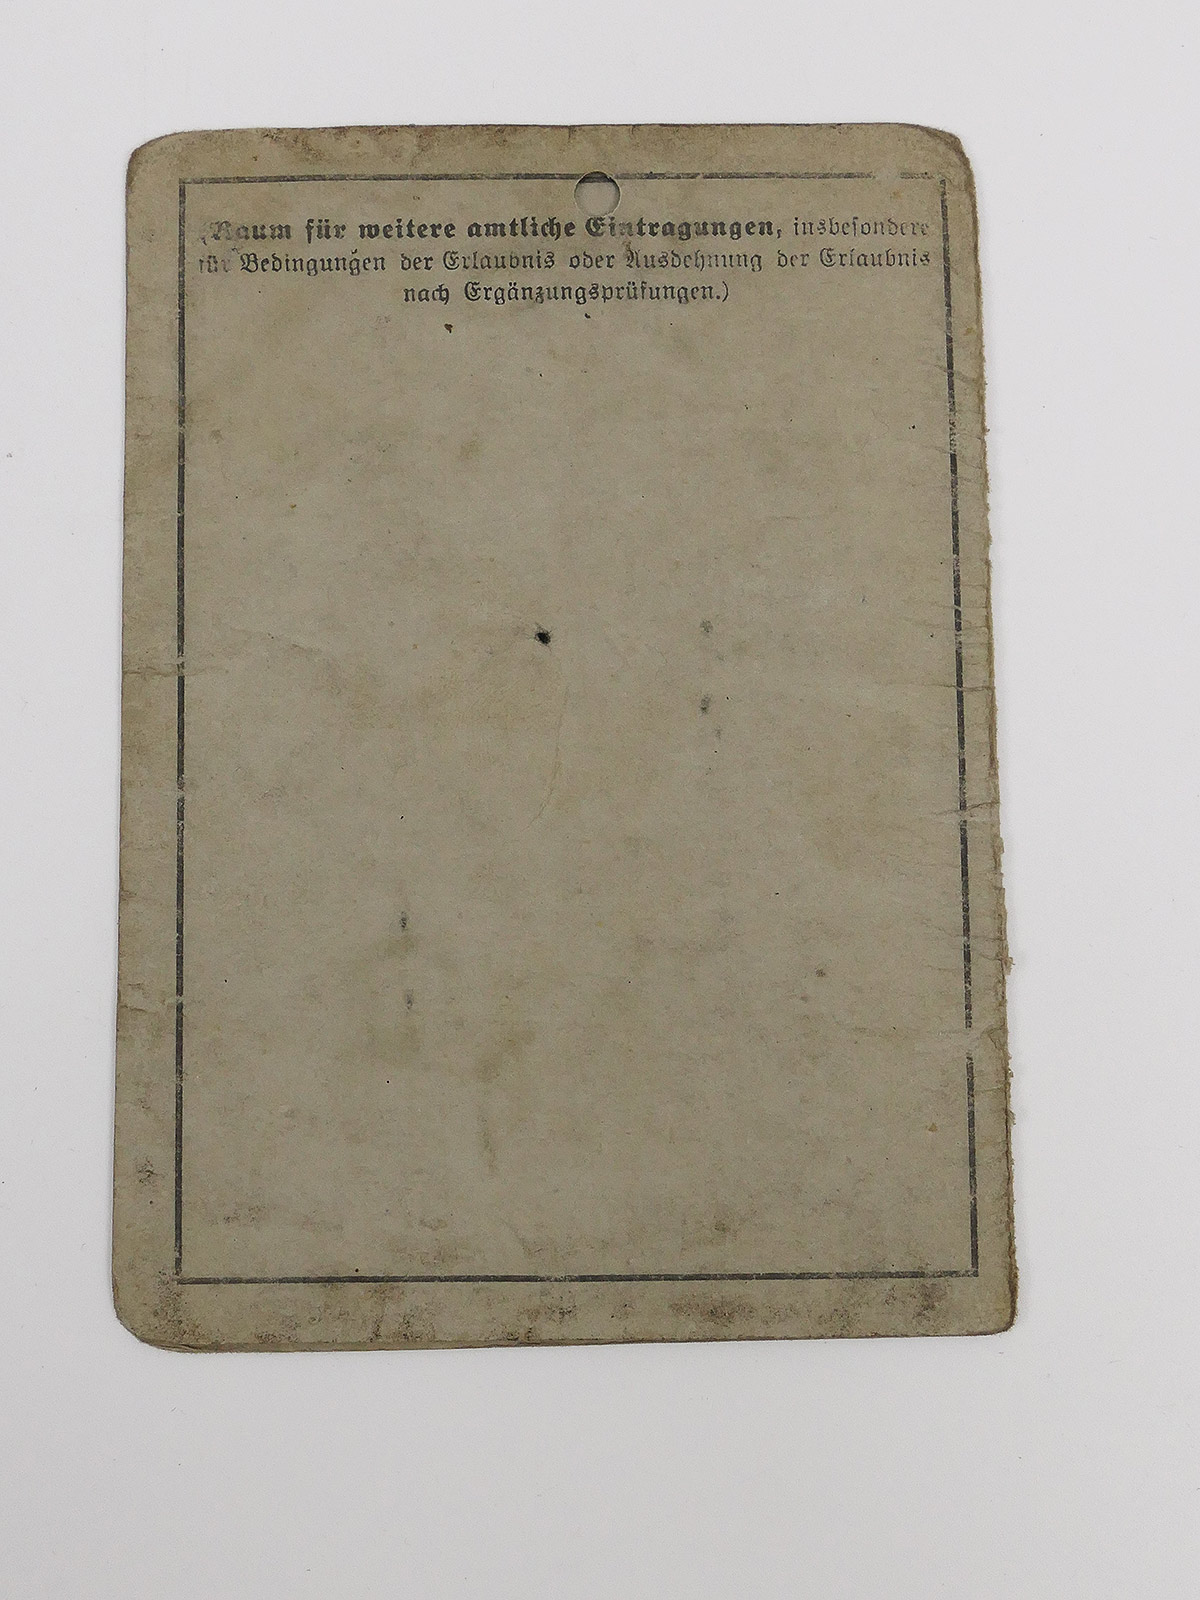 (Raum für weitere amtliche Eintragungen, insbesondere
für Bedingungen der Erlaubnis oder Ausdehnung der Erlaubnis
nach Ergänzungsprüfungen.)